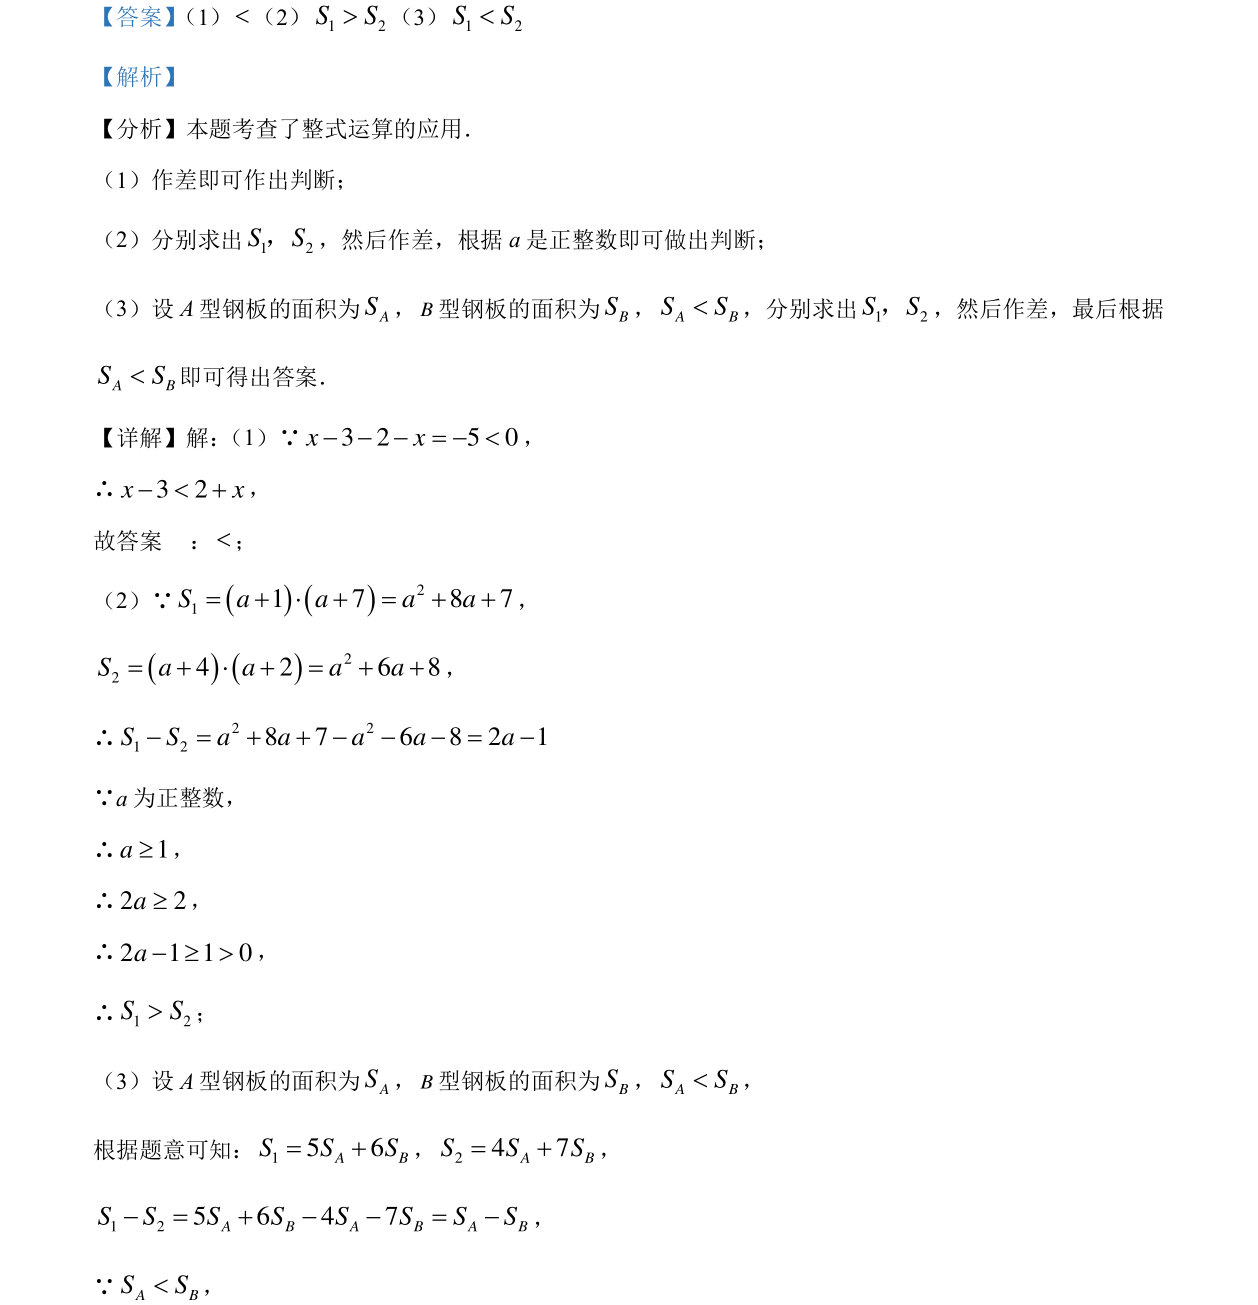 【答案】（1）<（2）S₁ > S₂（3）S₁ < S₂
【解析】
【分析】本题考查了整式运算的应用．
（1）作差即可作出判断；
（2）分别求出 S₁， S₂，然后作差，根据 a 是正整数即可做出判断；
（3）设 A 型钢板的面积为 S_A，B 型钢板的面积为 S_B，S_A < S_B，分别求出 S₁， S₂，然后作差，最后根据
S_A < S_B 即可得出答案．
【详解】解：（1）∵ x − 3 − 2 − x = −5 < 0，
∴ x − 3 < 2 + x，
故答案 ：<；
（2）∵ S₁ = (a+1)·(a+7) = a² + 8a + 7，
S₂ = (a+4)·(a+2) = a² + 6a + 8，
∴ S₁ − S₂ = a² + 8a + 7 − a² − 6a − 8 = 2a − 1
∵a 为正整数，
∴ a ≥ 1，
∴ 2a ≥ 2，
∴ 2a − 1 ≥ 1 > 0，
∴ S₁ > S₂；
（3）设 A 型钢板的面积为 S_A，B 型钢板的面积为 S_B，S_A < S_B，
根据题意可知：S₁ = 5S_A + 6S_B，S₂ = 4S_A + 7S_B，
S₁ − S₂ = 5S_A + 6S_B − 4S_A − 7S_B = S_A − S_B，
∵ S_A < S_B，